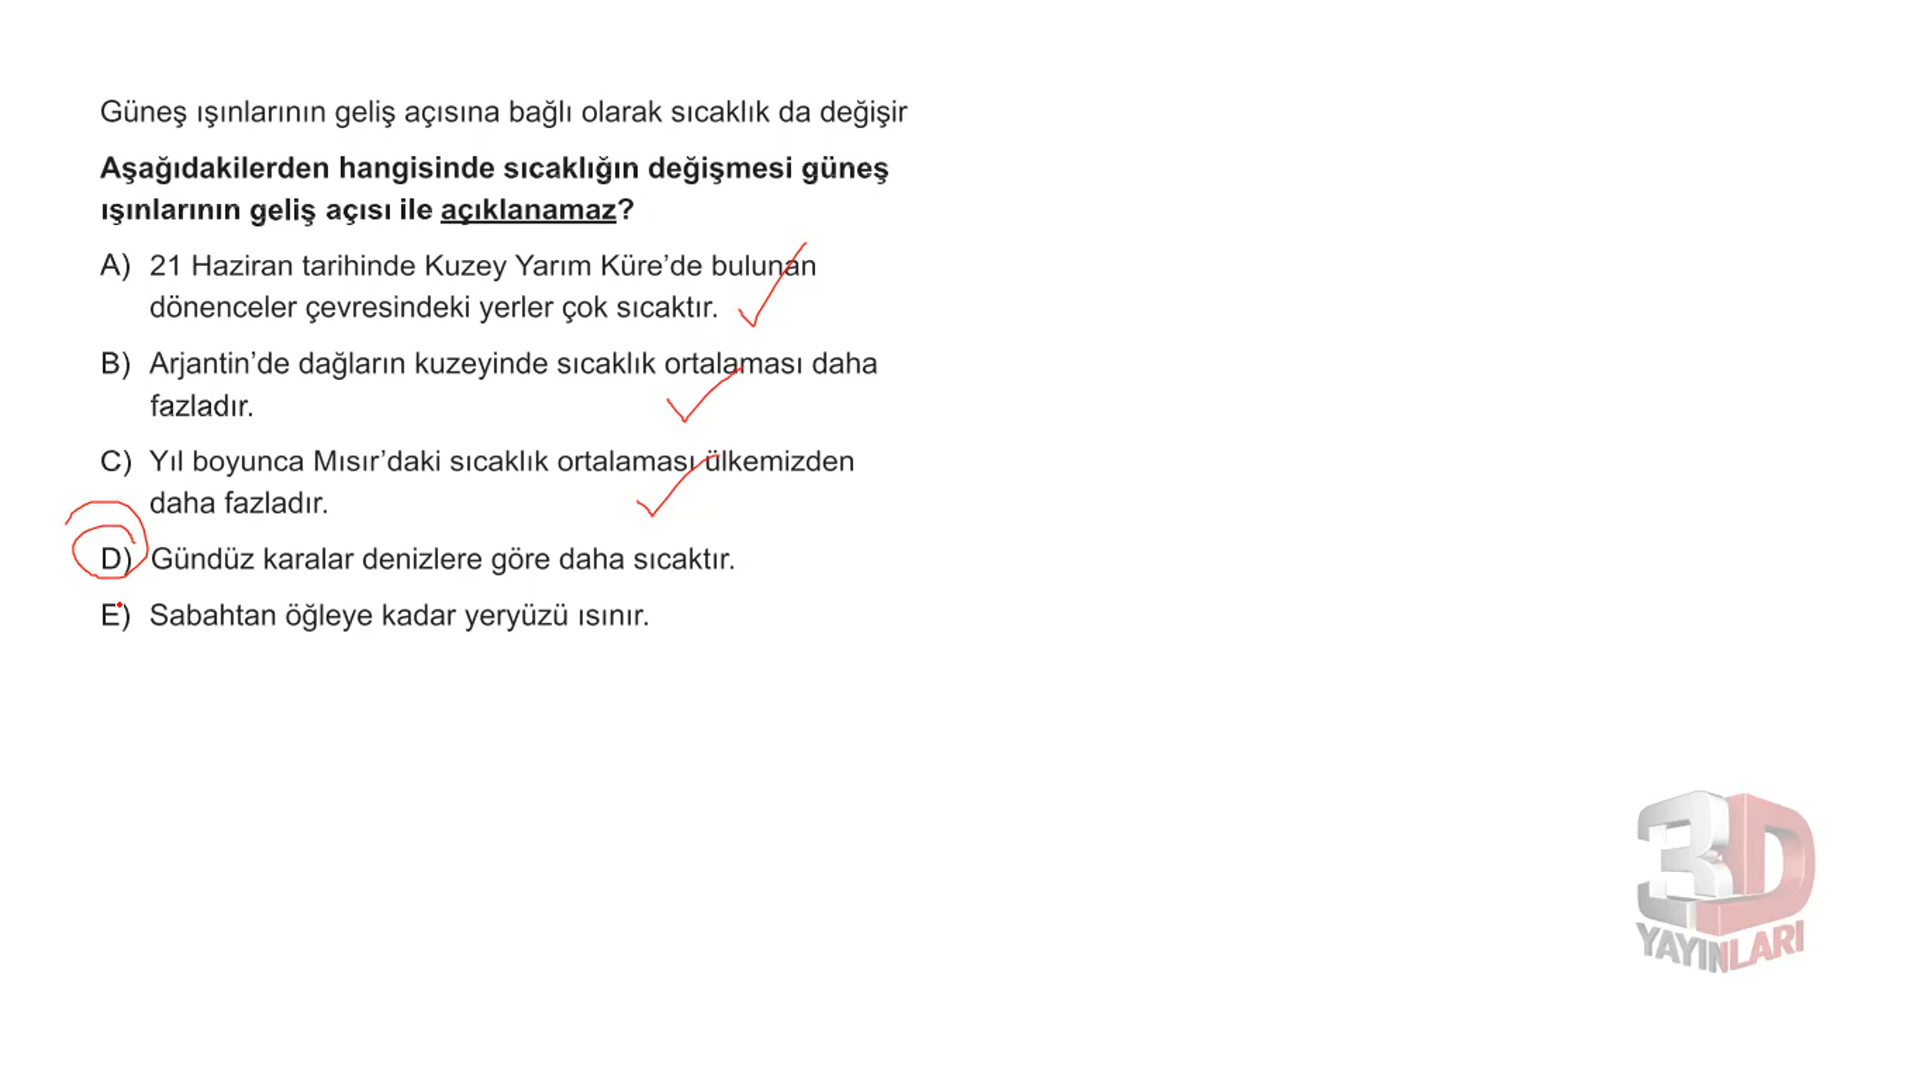 Güneş ışınlarının geliş açısına bağlı olarak sıcaklık da değişir
Aşağıdakilerden hangisinde sıcaklığın değişmesi güneş
ışınlarının geliş açısı ile açıklanamaz?
A) 21 Haziran tarihinde Kuzey Yarım Küre’de bulunan
dönenceler çevresindeki yerler çok sıcaktır.
B) Arjantin’de dağların kuzeyinde sıcaklık ortalaması daha
fazladır.
C) Yıl boyunca Mısır’daki sıcaklık ortalaması ülkemizden
daha fazladır.
D) Gündüz karalar denizlere göre daha sıcaktır.
E) Sabahtan öğleye kadar yeryüzü ısınır.
3D
YAYINLARI